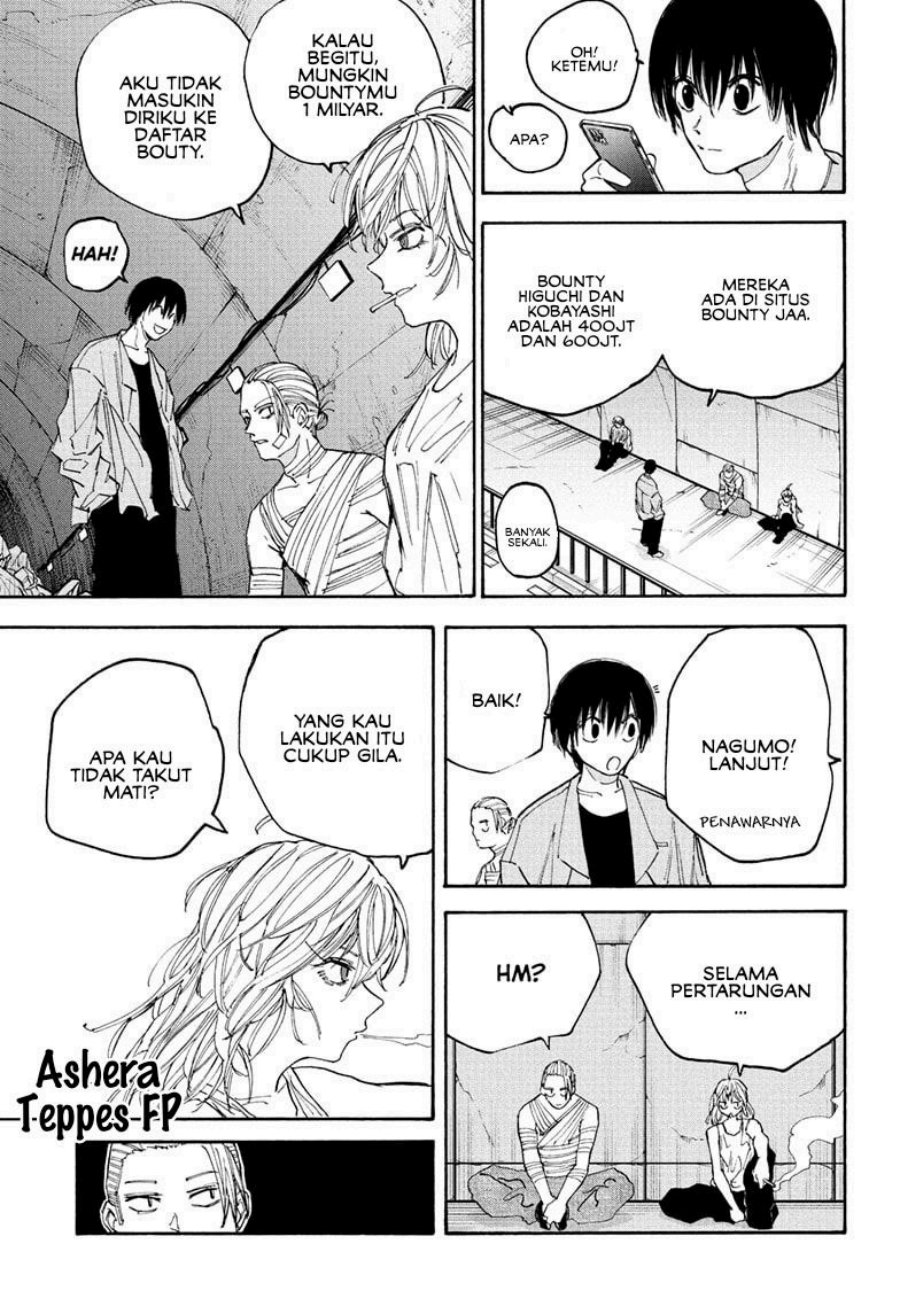 OH!
KETEMU!
APA?
MEREKA
ADA DI SITUS
BOUNTY JAA.
BOUNTY
HIGUCHI DAN
KOBAYASHI
ADALAH 400JT
DAN 600JT.
BANYAK
SEKALI.
KALAU
BEGITU,
MUNGKIN
BOUNTYMU
1 MILYAR.
AKU TIDAK
MASUKIN
DIRIKU KE
DAFTAR
BOUTY.
HAH!
NAGUMO!
LANJUT!
PENAWARNYA
BAIK!
SELAMA
PERTARUNGAN
...
HM?
YANG KAU
LAKUKAN ITU
CUKUP GILA.
APA KAU
TIDAK TAKUT
MATI?
Ashera
Teppes FP